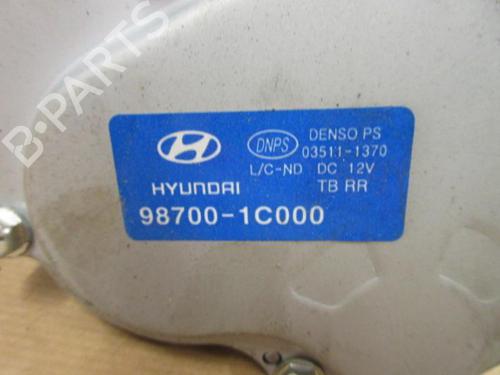 B-PARTS
DNPS
DENSO PS
03511-1370
L/C-ND DC 12V
HYUNDAI
TB RR
98700-1C000